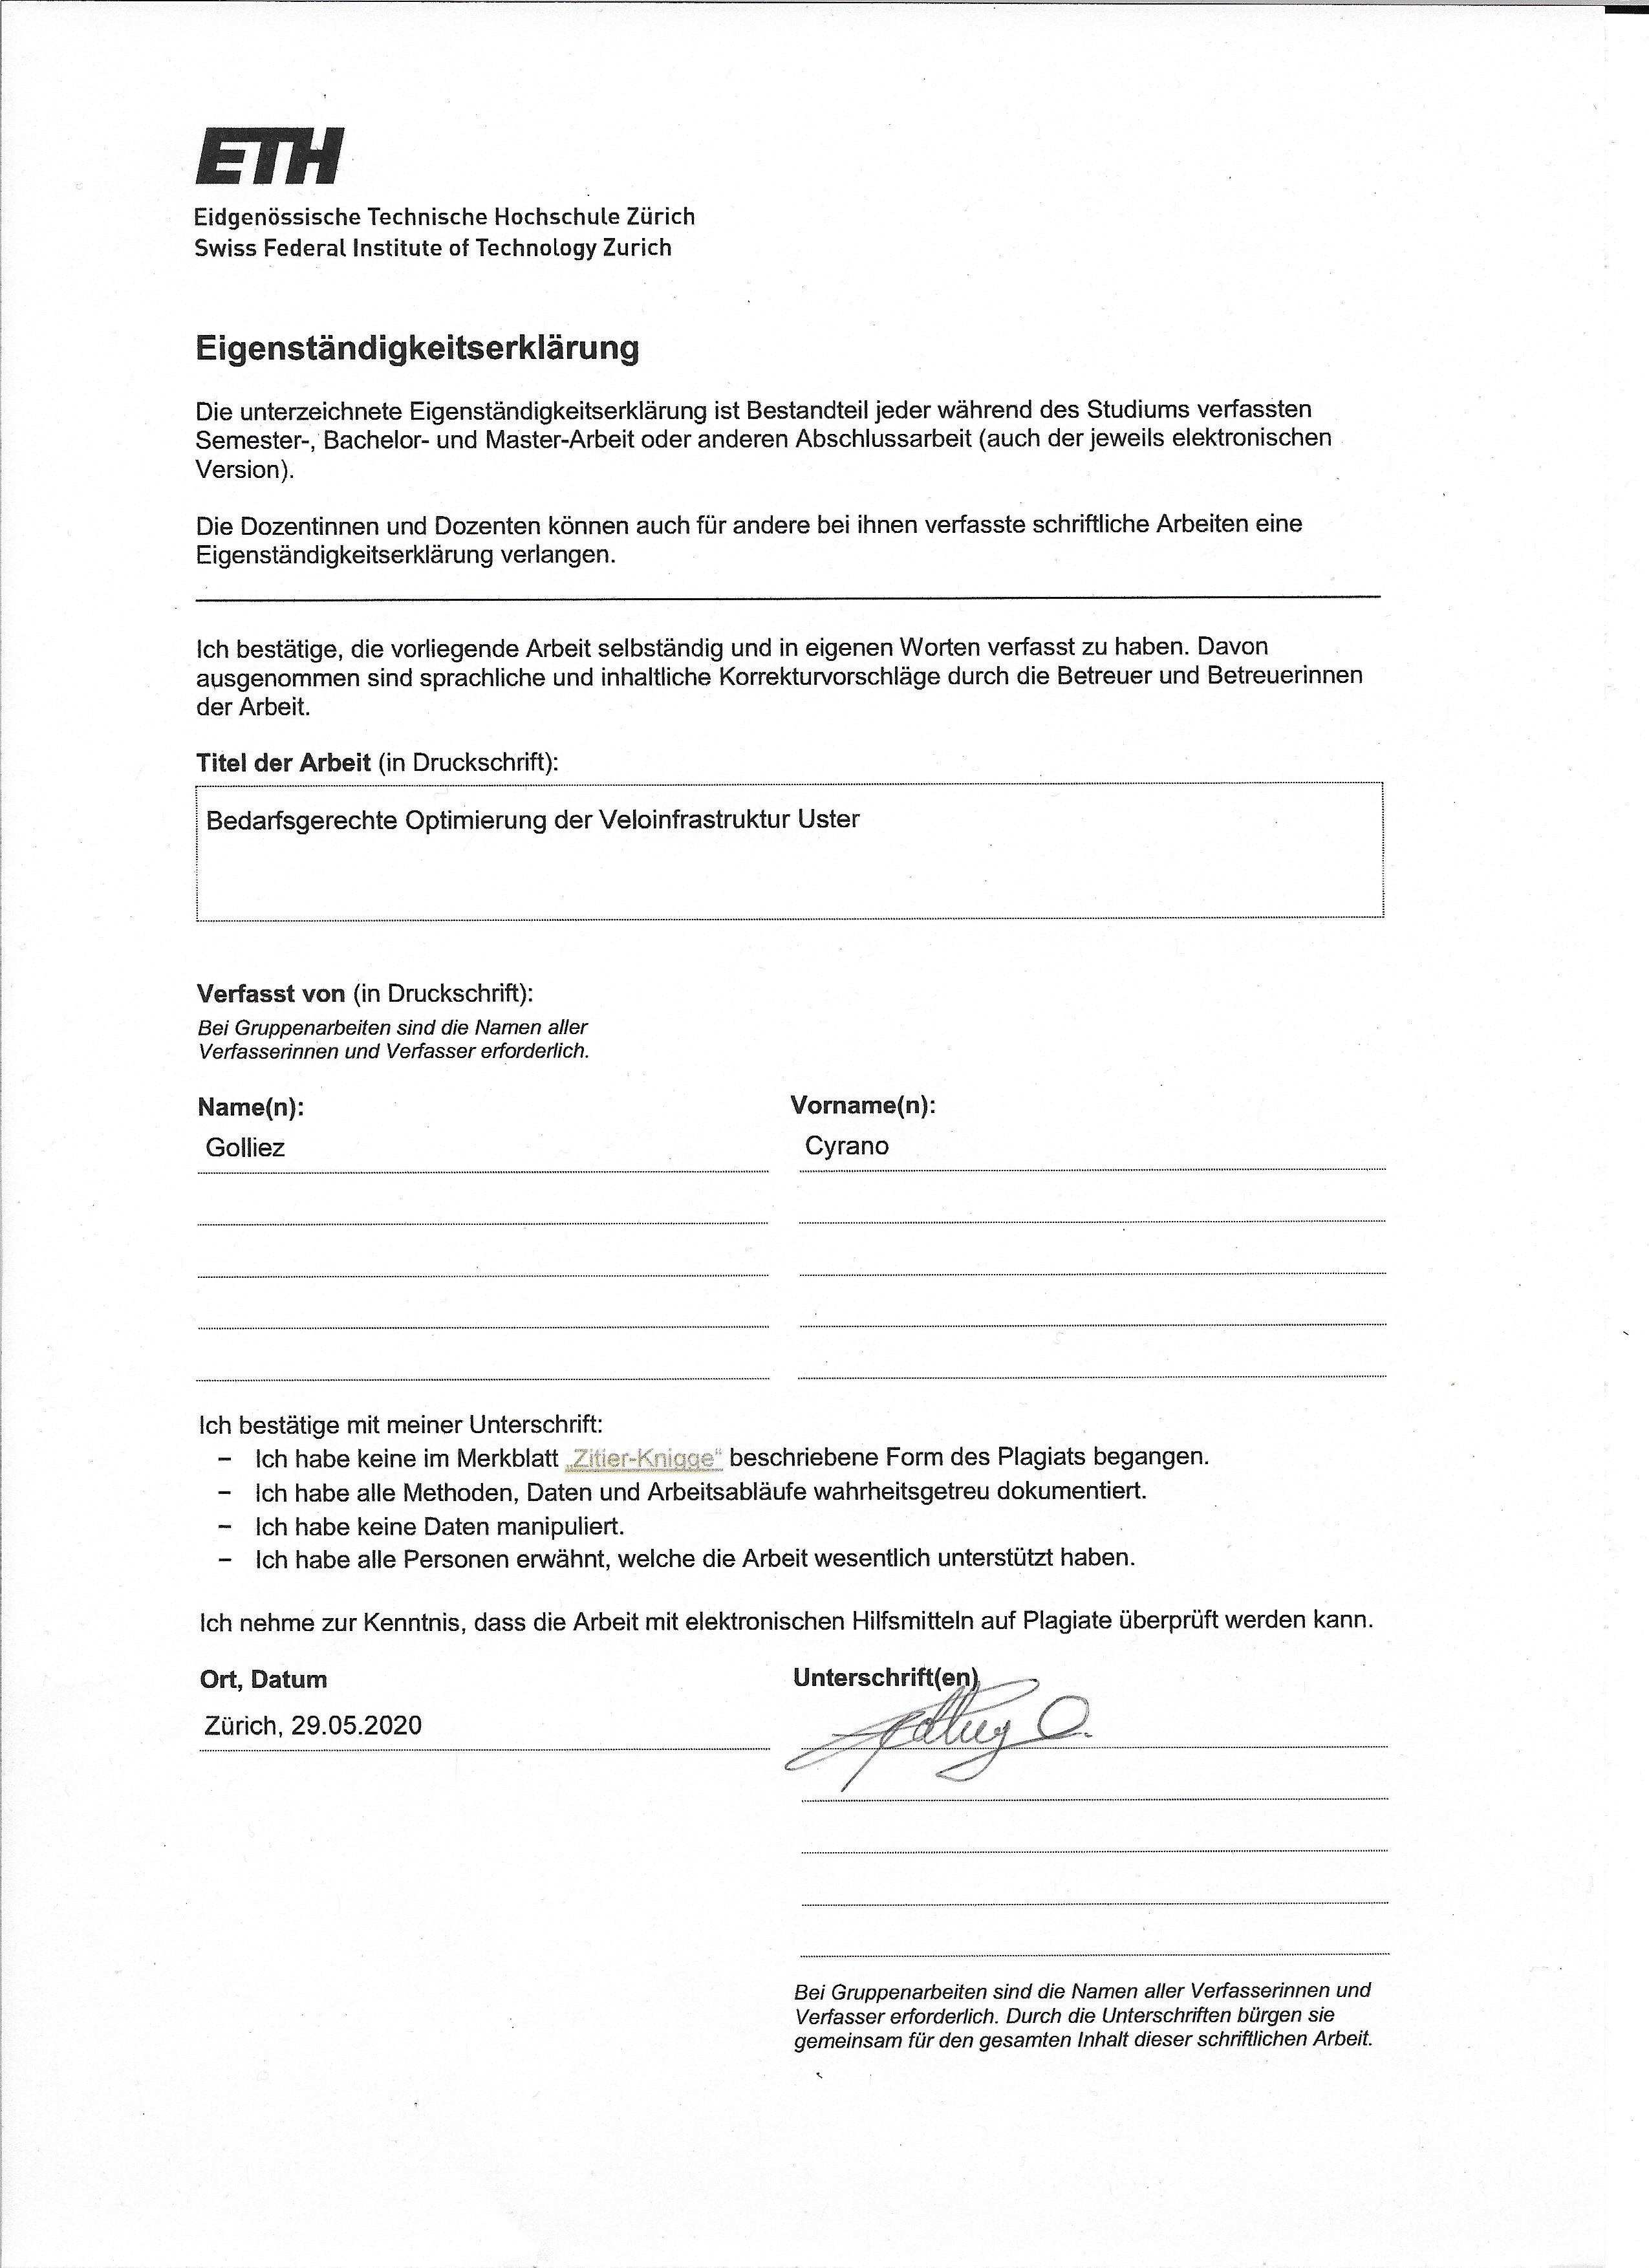 ETH
Eidgenössische Technische Hochschule Zürich
Swiss Federal Institute of Technology Zurich
Eigenständigkeitserklärung
Die unterzeichnete Eigenständigkeitserklärung ist Bestandteil jeder während des Studiums verfassten
Semester-, Bachelor- und Master-Arbeit oder anderen Abschlussarbeit (auch der jeweils elektronischen
Version).
Die Dozentinnen und Dozenten können auch für andere bei ihnen verfasste schriftliche Arbeiten eine
Eigenständigkeitserklärung verlangen.
Ich bestätige, die vorliegende Arbeit selbständig und in eigenen Worten verfasst zu haben. Davon
ausgenommen sind sprachliche und inhaltliche Korrekturvorschläge durch die Betreuer und Betreuerinnen
der Arbeit.
Titel der Arbeit (in Druckschrift):
Bedarfsgerechte Optimierung der Veloinfrastruktur Uster
Verfasst von (in Druckschrift):
Bei Gruppenarbeiten sind die Namen aller
Verfasserinnen und Verfasser erforderlich.
Name(n): Vorname(n):
Golliez Cyrano
Ich bestätige mit meiner Unterschrift:
– Ich habe keine im Merkblatt „Zitier-Knigge“ beschriebene Form des Plagiats begangen.
– Ich habe alle Methoden, Daten und Arbeitsabläufe wahrheitsgetreu dokumentiert.
– Ich habe keine Daten manipuliert.
– Ich habe alle Personen erwähnt, welche die Arbeit wesentlich unterstützt haben.
Ich nehme zur Kenntnis, dass die Arbeit mit elektronischen Hilfsmitteln auf Plagiate überprüft werden kann.
Ort, Datum Unterschrift(en)
Zürich, 29.05.2020
Bei Gruppenarbeiten sind die Namen aller Verfasserinnen und
Verfasser erforderlich. Durch die Unterschriften bürgen sie
gemeinsam für den gesamten Inhalt dieser schriftlichen Arbeit.